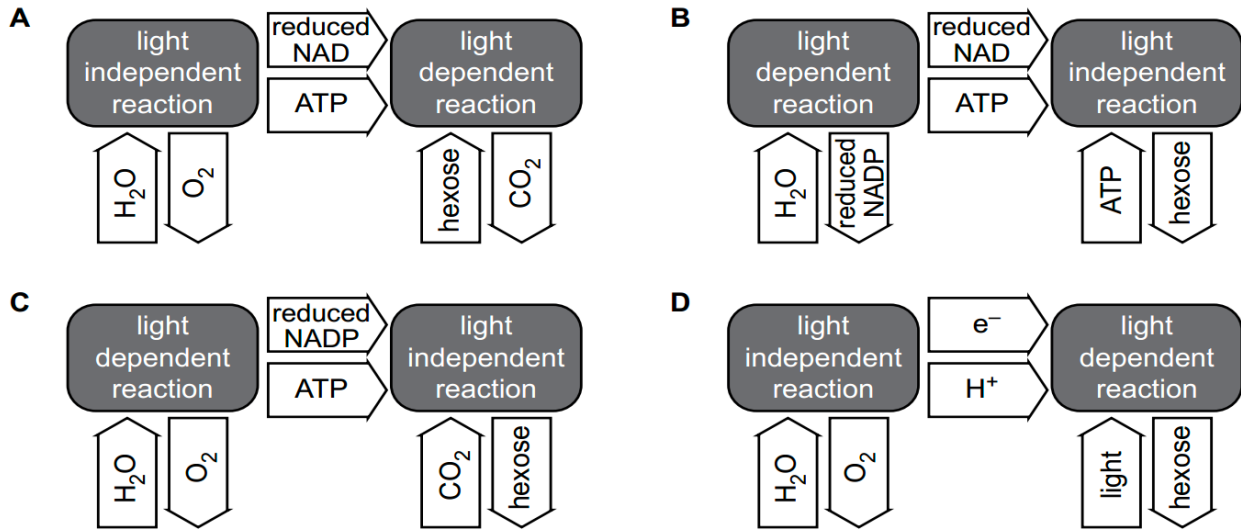 A
light
independent
reaction
reduced
NAD
ATP
light
dependent
reaction
H₂O
O₂
hexose
CO₂
B
light
dependent
reaction
reduced
NAD
ATP
light
independent
reaction
H₂O
reduced
NADP
ATP
hexose
C
light
dependent
reaction
reduced
NADP
ATP
light
independent
reaction
H₂O
O₂
CO₂
hexose
D
light
independent
reaction
e⁻
H⁺
light
dependent
reaction
H₂O
O₂
light
hexose